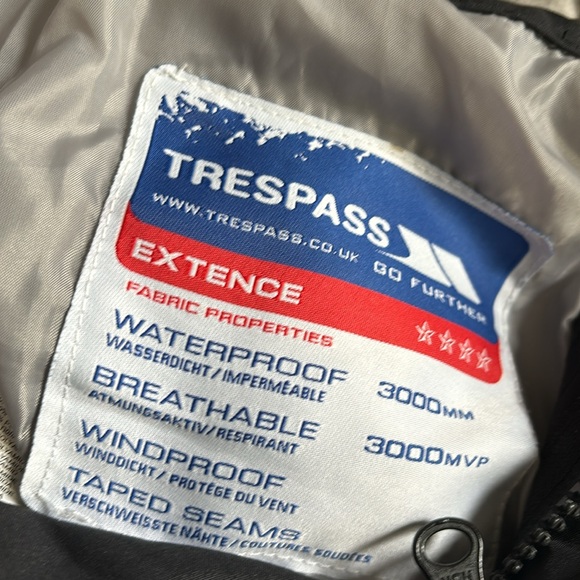 TRESPASS
WWW.TRESPASS.CO.UK
GO FURTHER
EXTENCE
FABRIC PROPERTIES
WATERPROOF 3000MM
WASSERDICHT/IMPERMÉABLE
BREATHABLE 3000MVP
ATMUNGSAKTIV/RESPIRANT
WINDPROOF
WINDDICHT/PROTÈGE DU VENT
TAPED SEAMS
VERSCHWEISSTE NÄHTE/COUTURES SOUDÉES